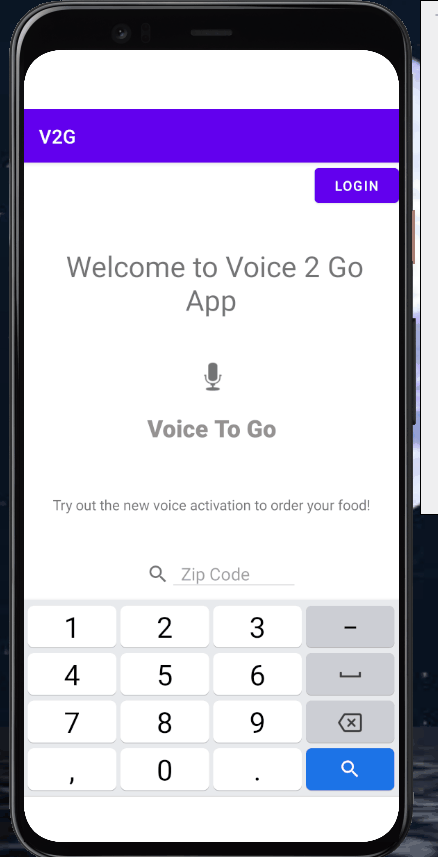 V2G
LOGIN
Welcome to Voice 2 Go
App
Voice To Go
Try out the new voice activation to order your food!
Zip Code
1 2 3 –
4 5 6
7 8 9
, 0 .